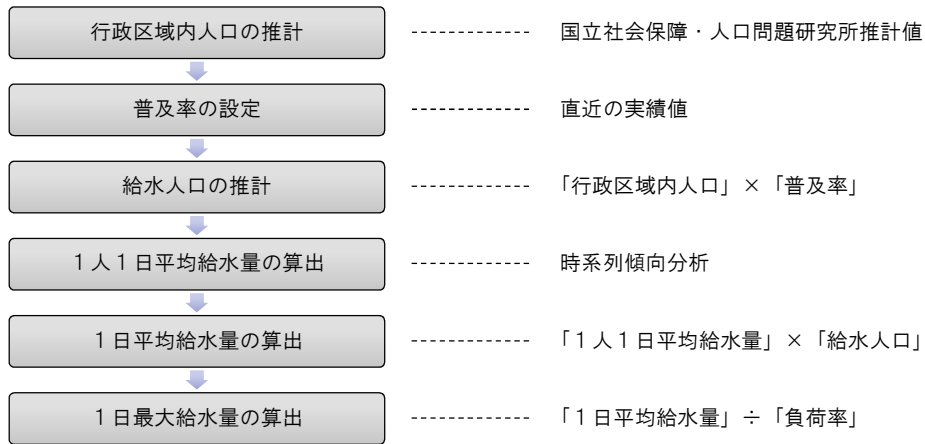 行政区域内人口の推計 ------------- 国立社会保障・人口問題研究所推計値
普及率の設定 ------------- 直近の実績値
給水人口の推計 ------------- 「行政区域内人口」×「普及率」
１人１日平均給水量の算出 ------------- 時系列傾向分析
１日平均給水量の算出 ------------- 「１人１日平均給水量」×「給水人口」
１日最大給水量の算出 ------------- 「１日平均給水量」÷「負荷率」